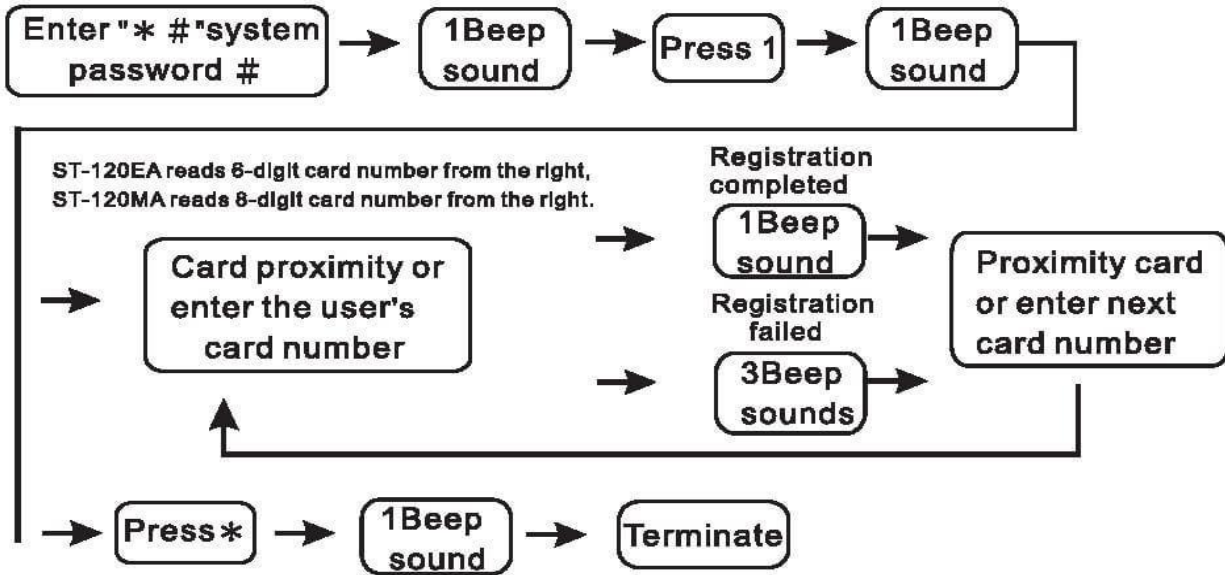 Enter "* #"system
password #
1Beep
sound
Press 1
1Beep
sound
ST-120EA reads 6-digit card number from the right,
ST-120MA reads 8-digit card number from the right.
Card proximity or
enter the user's
card number
Registration
completed
1Beep
sound
Registration
failed
3Beep
sounds
Proximity card
or enter next
card number
Press *
1Beep
sound
Terminate